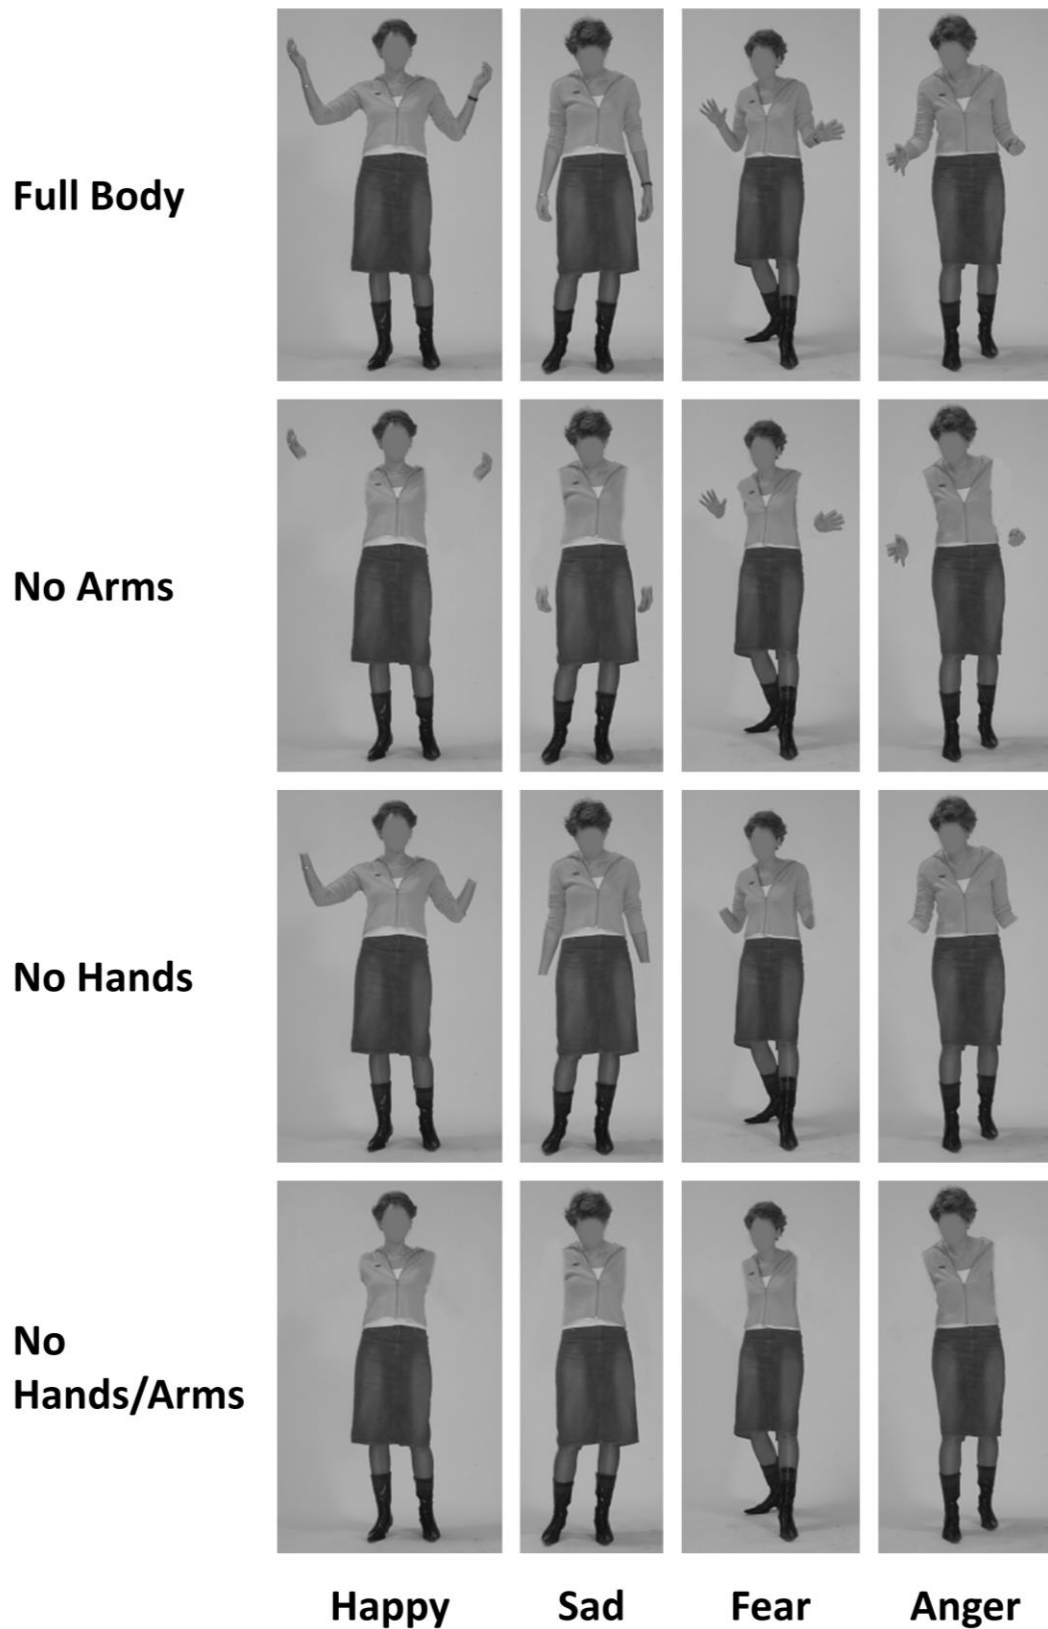 Full Body
No Arms
No Hands
No
Hands/Arms
Happy
Sad
Fear
Anger